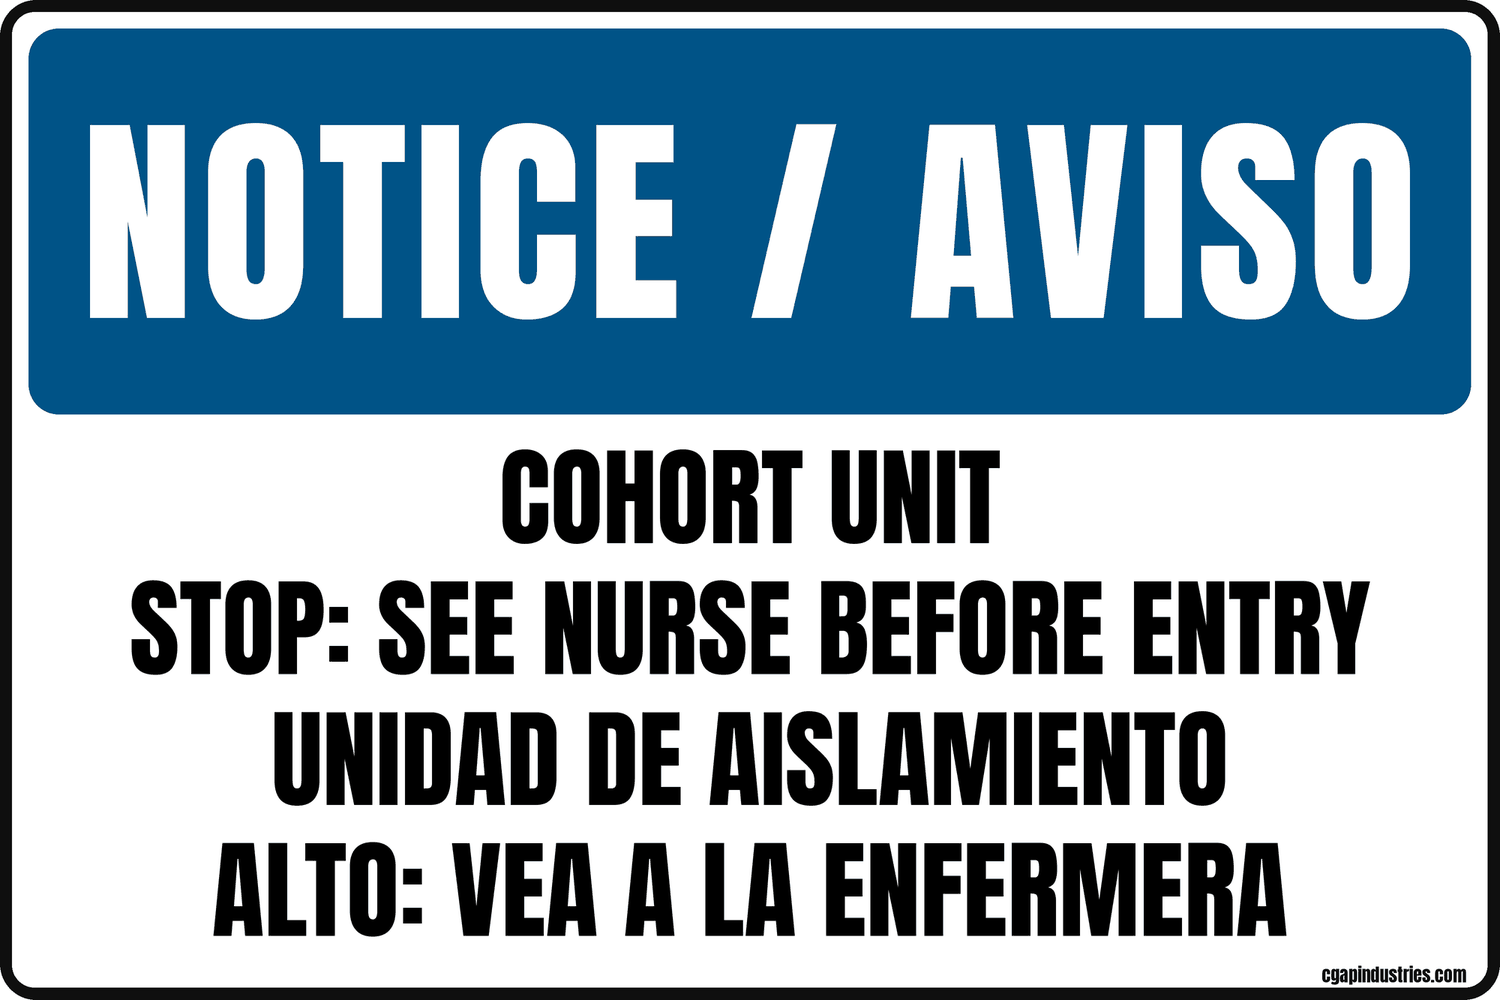 NOTICE / AVISO
COHORT UNIT
STOP: SEE NURSE BEFORE ENTRY
UNIDAD DE AISLAMIENTO
ALTO: VEA A LA ENFERMERA
cgapindustries.com